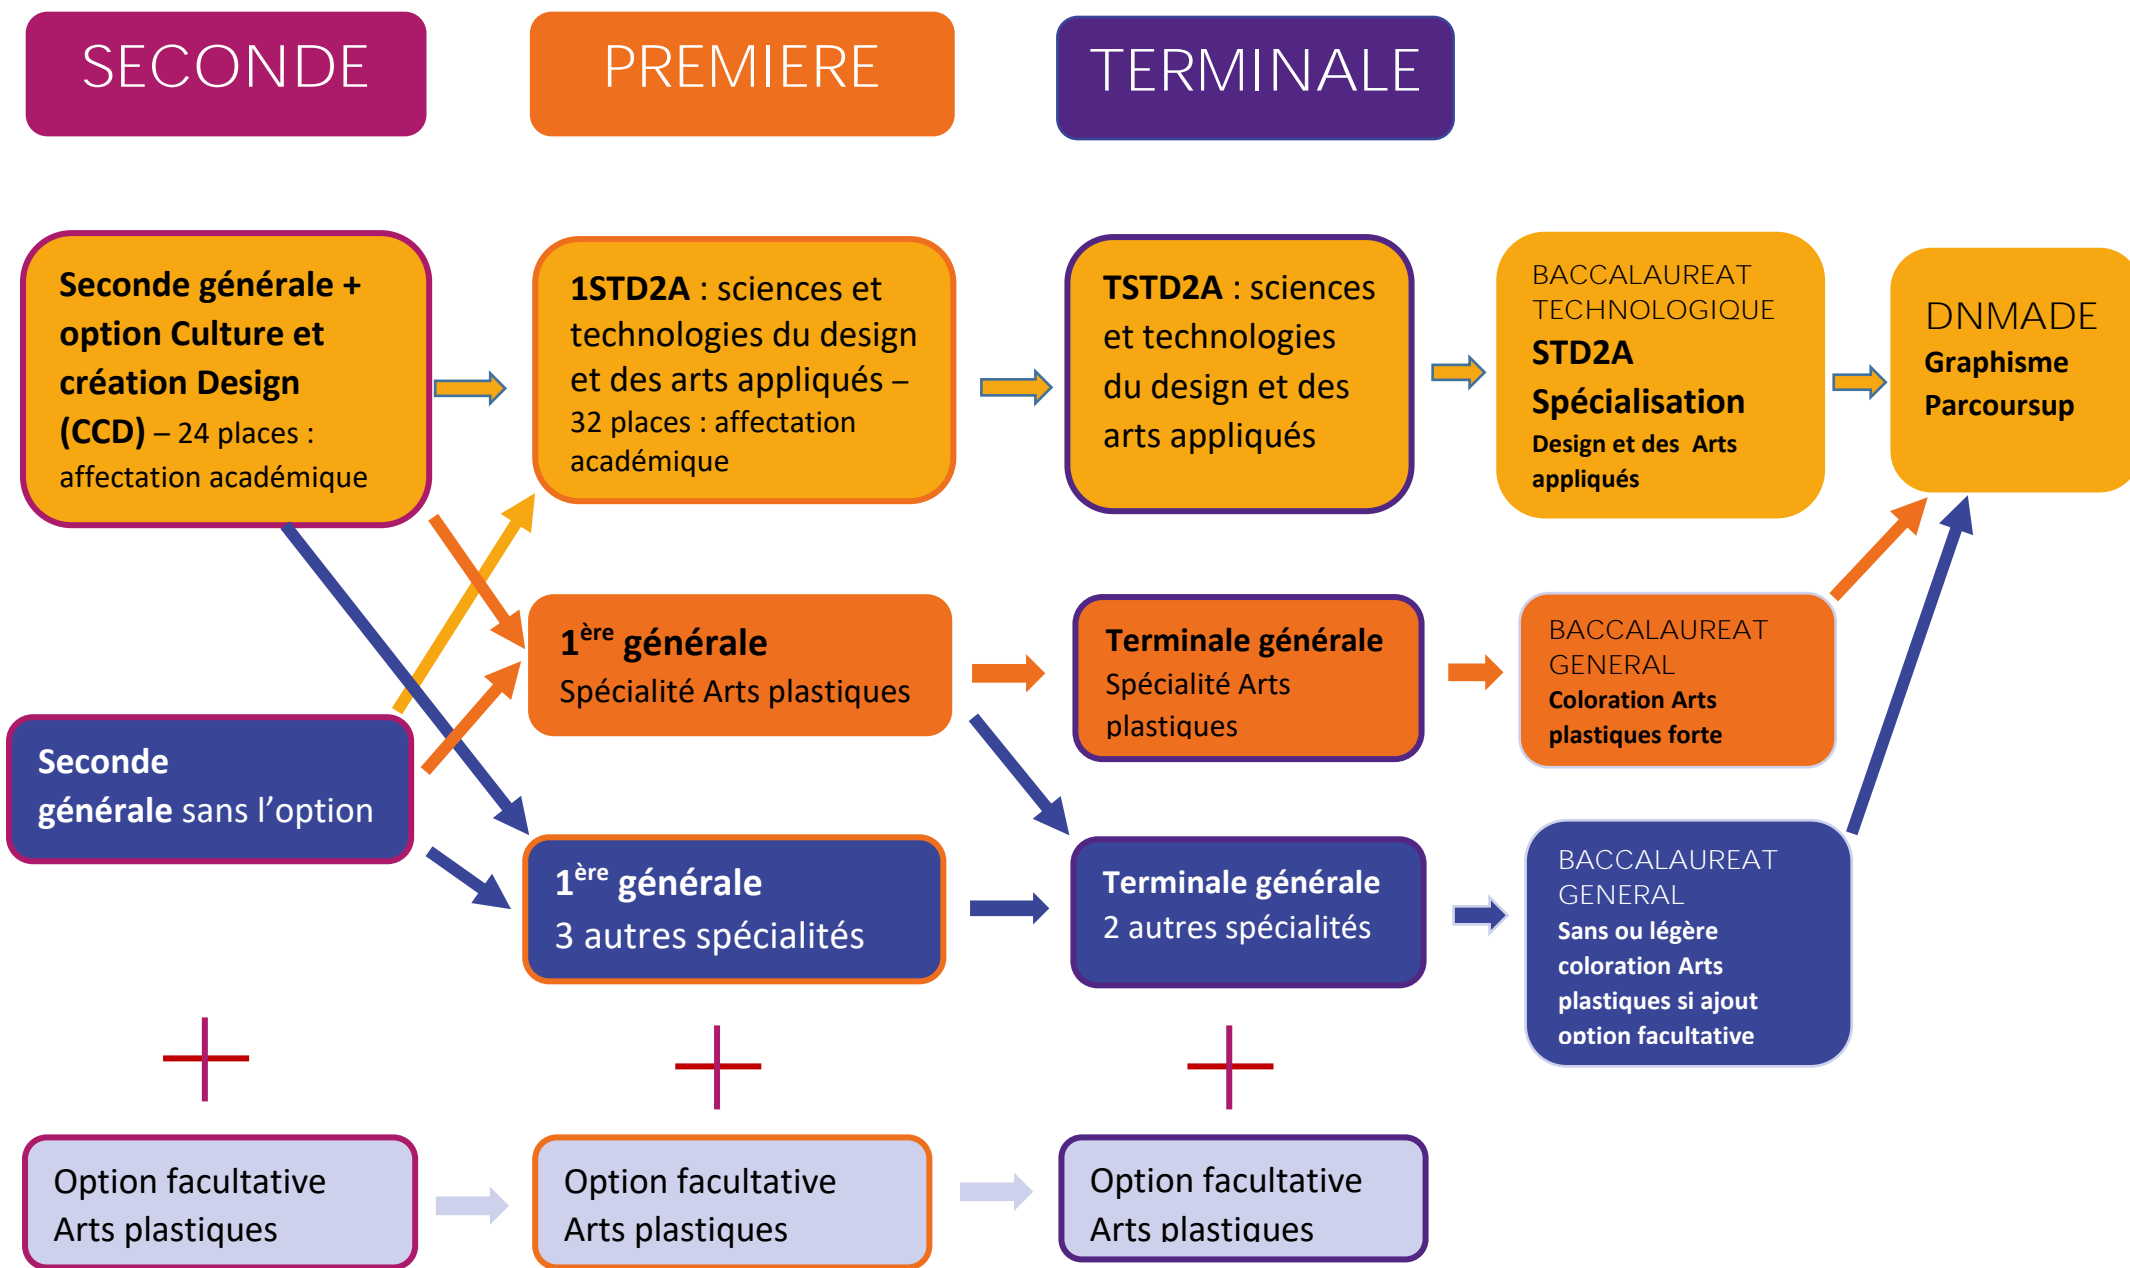 SECONDE
PREMIERE
TERMINALE
Seconde générale +
option Culture et
création Design
(CCD) – 24 places :
affectation académique
1STD2A : sciences et
technologies du design
et des arts appliqués –
32 places : affectation
académique
TSTD2A : sciences
et technologies
du design et des
arts appliqués
BACCALAUREAT
TECHNOLOGIQUE
STD2A
Spécialisation
Design et des Arts
appliqués
DNMADE
Graphisme
Parcoursup
Seconde
générale sans l'option
1ère générale
Spécialité Arts plastiques
Terminale générale
Spécialité Arts
plastiques
BACCALAUREAT
GENERAL
Coloration Arts
plastiques forte
1ère générale
3 autres spécialités
Terminale générale
2 autres spécialités
BACCALAUREAT
GENERAL
Sans ou légère
coloration Arts
plastiques si ajout
option facultative
Option facultative
Arts plastiques
Option facultative
Arts plastiques
Option facultative
Arts plastiques